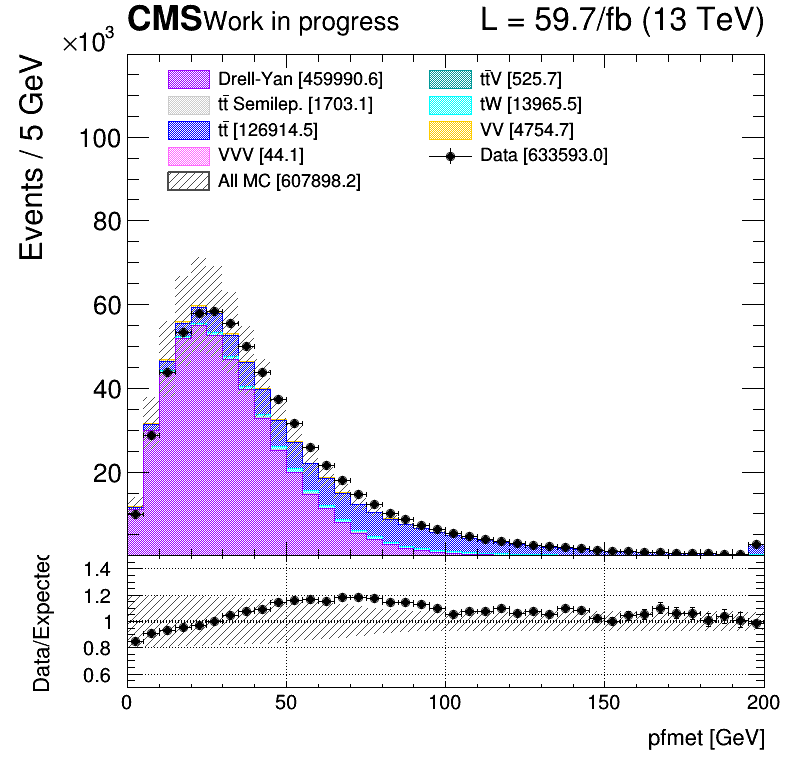 CMS Work in progress L = 59.7/fb (13 TeV)
×10³
Drell-Yan [459990.6] tt̄V [525.7]
tt̄ Semilep. [1703.1] tW [13965.5]
tt̄ [126914.5] VV [4754.7]
VVV [44.1] Data [633593.0]
All MC [607898.2]
Events / 5 GeV
100
80
60
40
20
Data/Expected
1.4
1.2
1
0.8
0.6
0 50 100 150 200
pfmet [GeV]